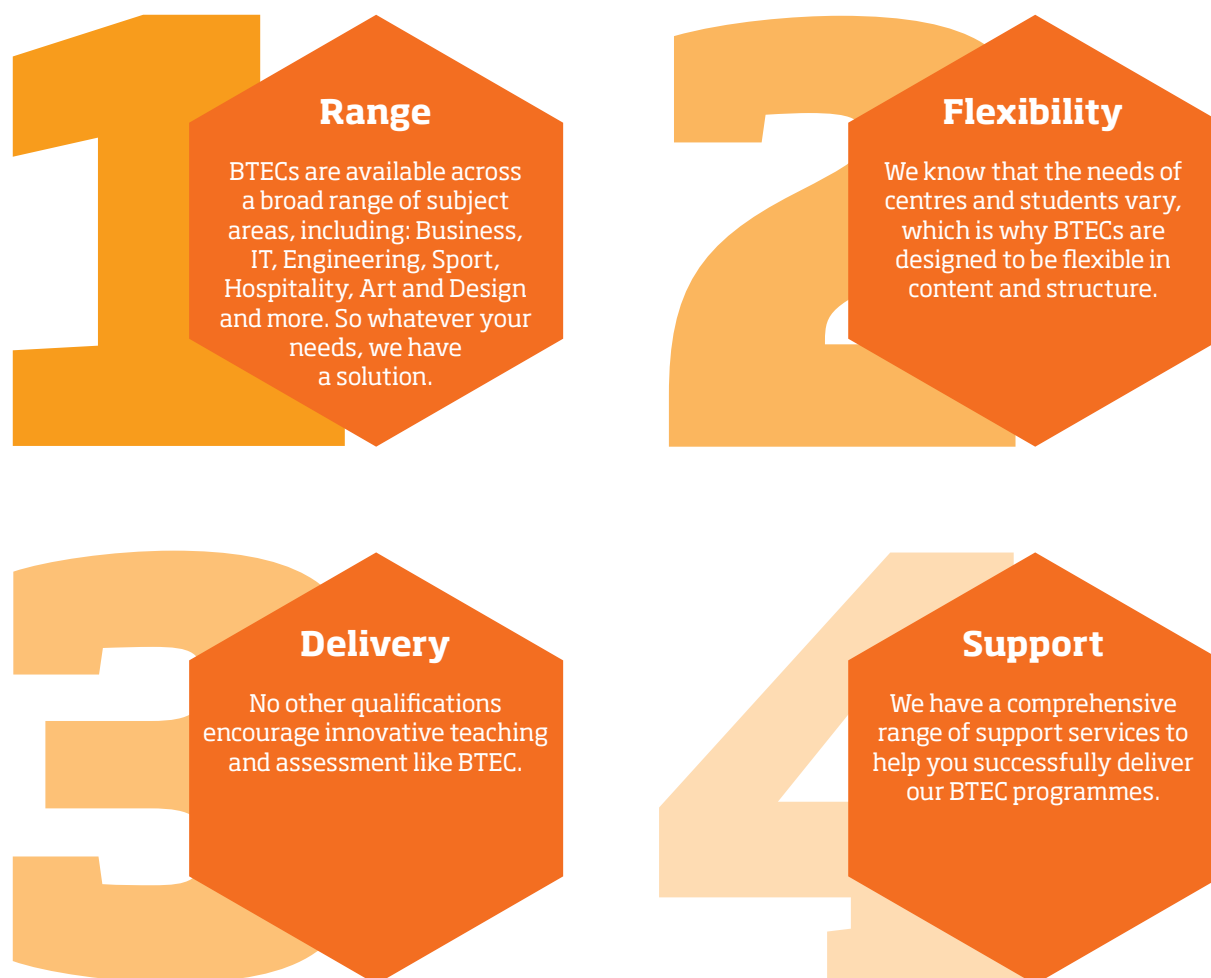 1
Range
BTECs are available across
a broad range of subject
areas, including: Business,
IT, Engineering, Sport,
Hospitality, Art and Design
and more. So whatever your
needs, we have
a solution.
2
Flexibility
We know that the needs of
centres and students vary,
which is why BTECs are
designed to be flexible in
content and structure.
3
Delivery
No other qualifications
encourage innovative teaching
and assessment like BTEC.
4
Support
We have a comprehensive
range of support services to
help you successfully deliver
our BTEC programmes.